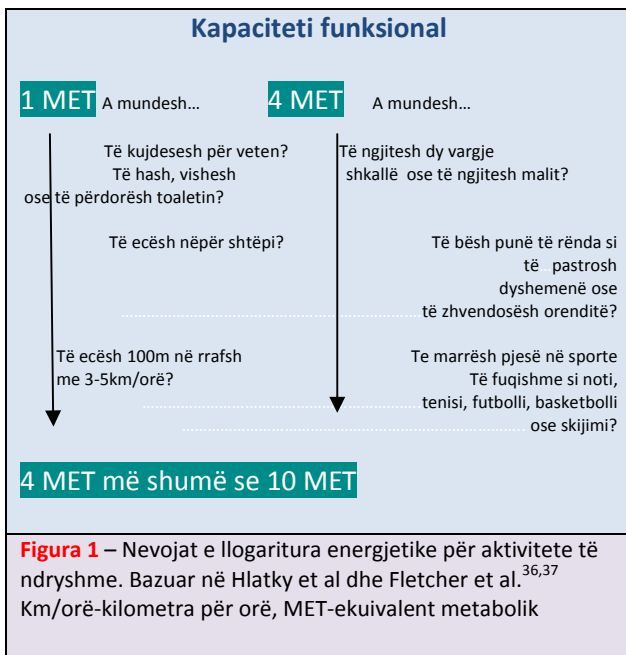 Kapaciteti funksional
1 MET A mundesh…
Të kujdesesh për veten?
Të hash, vishesh
ose të përdorësh toaletin?
Të ecësh nëpër shtëpi?
Të ecësh 100m në rrafsh
me 3-5km/orë?
4 MET A mundesh…
Të ngjitesh dy vargje
shkallë ose të ngjitesh malit?
Të bësh punë të rënda si
të pastrosh
dyshemenë ose
të zhvendosësh orenditë?
Te marrësh pjesë në sporte
Të fuqishme si noti,
tenisi, futbolli, basketbolli
ose skijimi?
4 MET më shumë se 10 MET
Figura 1 – Nevojat e llogaritura energjetike për aktivitete të
ndryshme. Bazuar në Hlatky et al dhe Fletcher et al.36,37
Km/orë-kilometra për orë, MET-ekuivalent metabolik